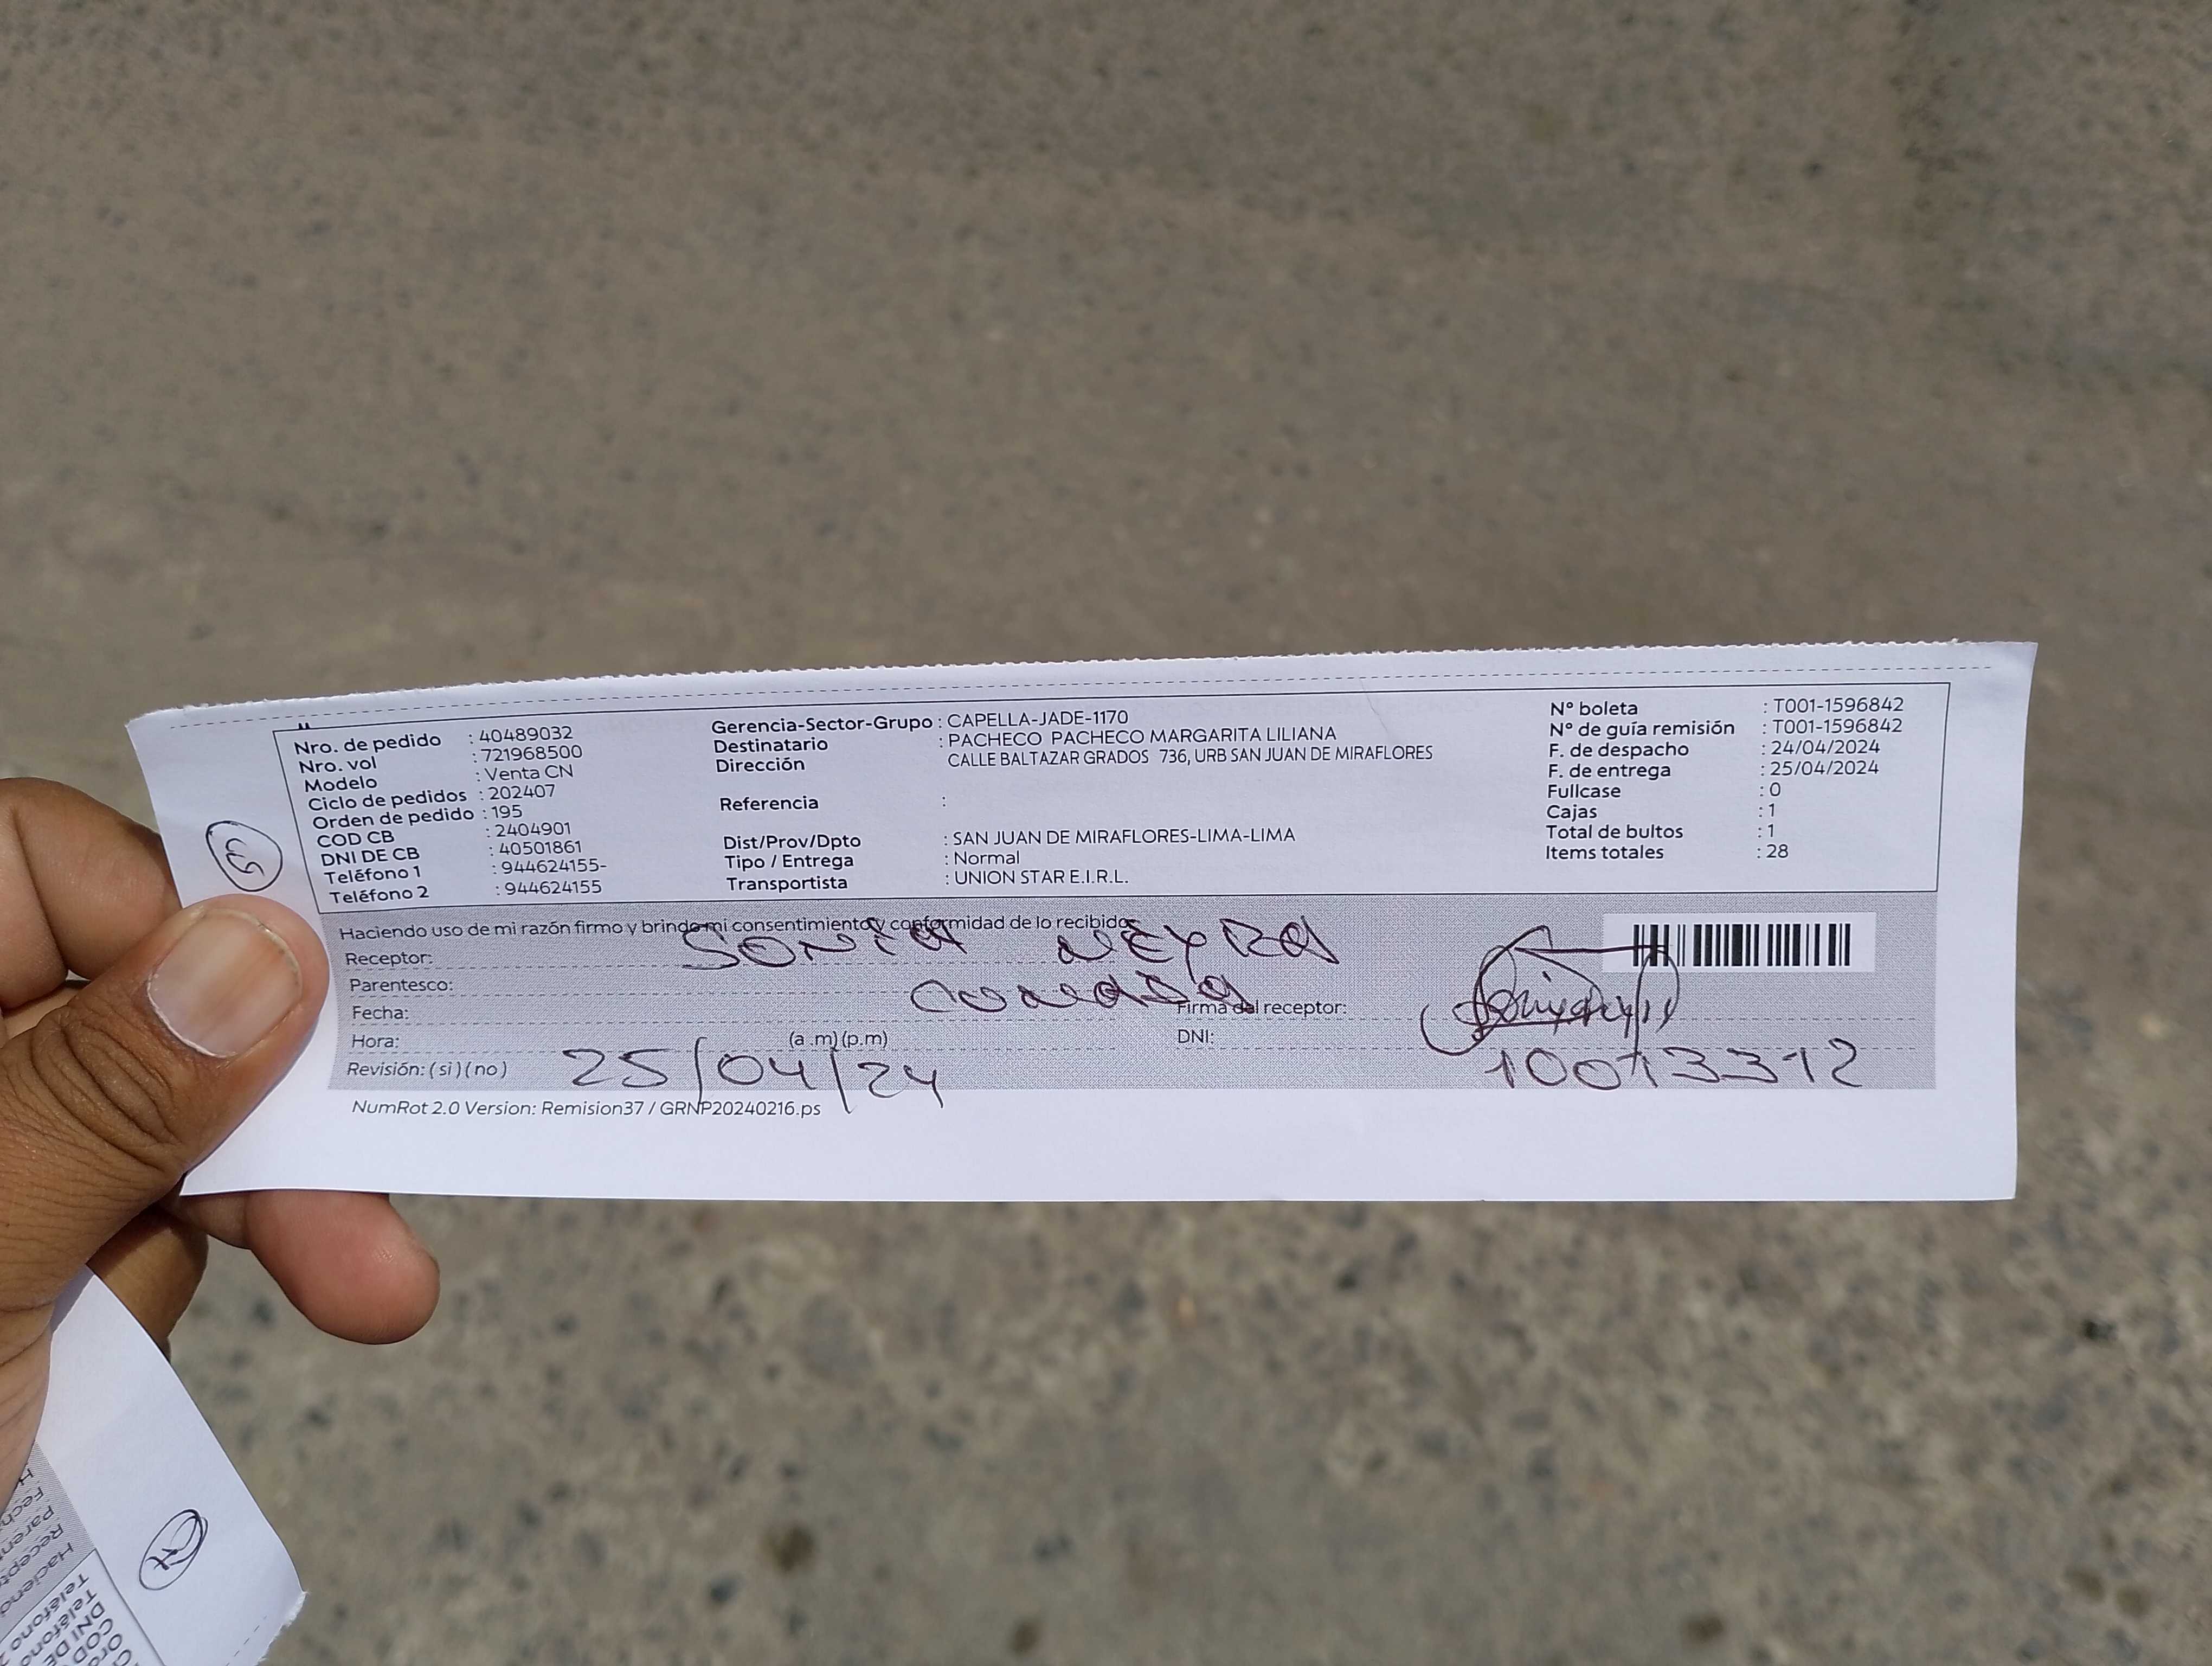 Nro. de pedido : 40489032
Nro. vol : 721968500
Modelo : Venta CN
Ciclo de pedidos : 202407
Orden de pedido : 195
COD CB : 2404901
DNI DE CB : 40501861
Teléfono 1 : 944624155-
Teléfono 2 : 944624155
Gerencia-Sector-Grupo : CAPELLA-JADE-1170
Destinatario : PACHECO PACHECO MARGARITA LILIANA
Dirección CALLE BALTAZAR GRADOS 736, URB SAN JUAN DE MIRAFLORES
Referencia :
Dist/Prov/Dpto : SAN JUAN DE MIRAFLORES-LIMA-LIMA
Tipo / Entrega : Normal
Transportista : UNION STAR E.I.R.L.
N° boleta : T001-1596842
N° de guía remisión : T001-1596842
F. de despacho : 24/04/2024
F. de entrega : 25/04/2024
Fullcase : 0
Cajas : 1
Total de bultos : 1
Items totales : 28
Haciendo uso de mi razón firmo y brindo mi consentimiento y conformidad de lo recibido
Receptor: SONIA NEYRA
Parentesco: CUÑADA
Fecha:
Firma del receptor:
Hora: (a.m) (p.m)
DNI: 10013312
Revisión: ( si ) ( no ) 25/04/24
NumRot 2.0 Version: Remision37 / GRNP20240216.ps